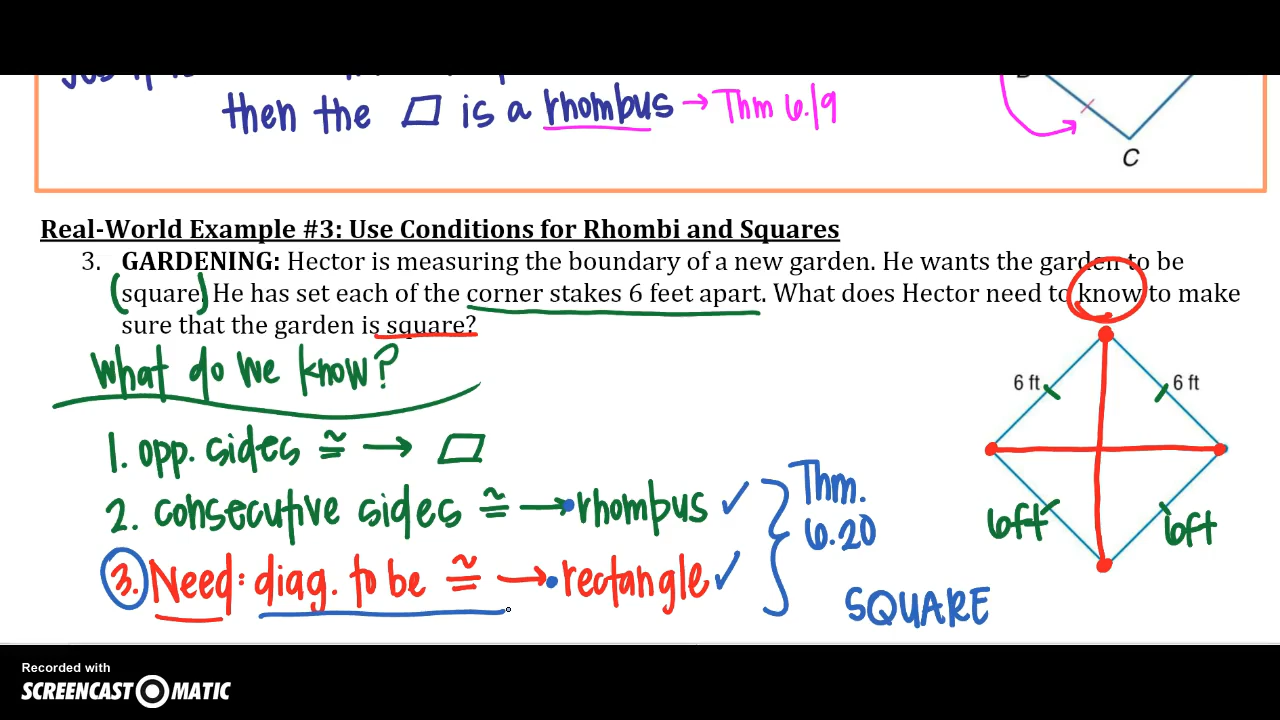 then the ▱ is a rhombus → Thm 6.19
C
Real-World Example #3: Use Conditions for Rhombi and Squares
3. GARDENING: Hector is measuring the boundary of a new garden. He wants the garden to be
square. He has set each of the corner stakes 6 feet apart. What does Hector need to know to make
sure that the garden is square?
What do we know?
6 ft
6 ft
1. opp. sides ≅ → ▱
2. consecutive sides ≅ → rhombus ✓
Thm.
6.20
6ft
6ft
3. Need: diag. to be ≅ → rectangle ✓
SQUARE
Recorded with
SCREENCAST MATIC